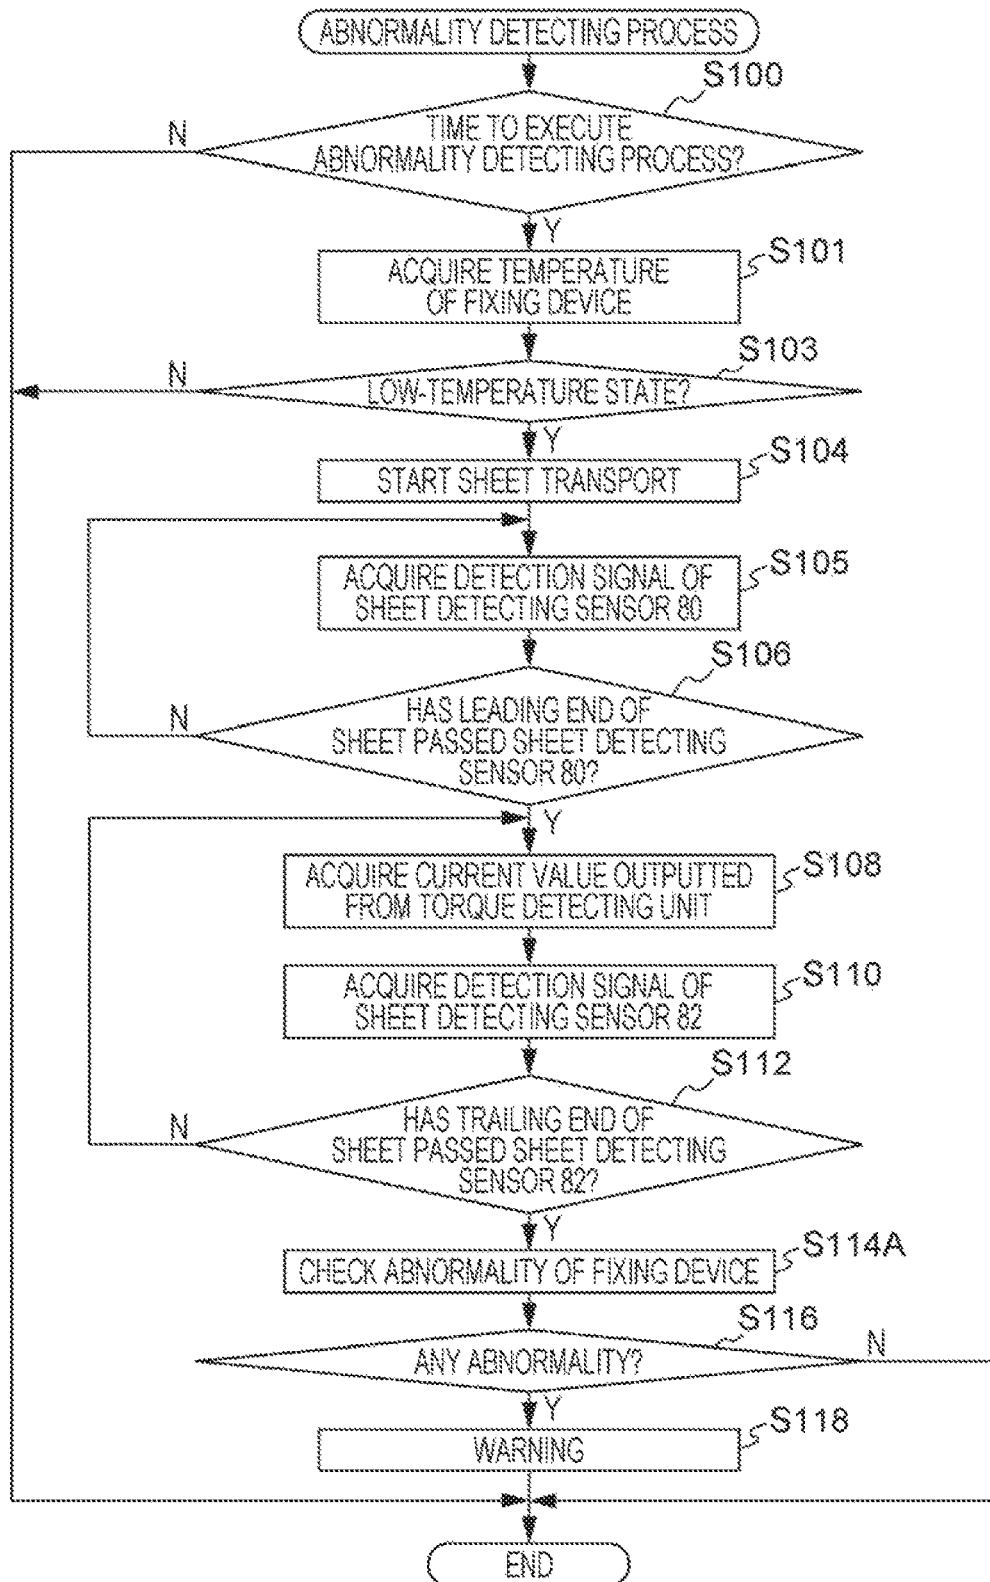 ABNORMALITY DETECTING PROCESS
S100
N
TIME TO EXECUTE
ABNORMALITY DETECTING PROCESS?
Y
S101
ACQUIRE TEMPERATURE
OF FIXING DEVICE
S103
N
LOW-TEMPERATURE STATE?
Y
S104
START SHEET TRANSPORT
S105
ACQUIRE DETECTION SIGNAL OF
SHEET DETECTING SENSOR 80
S106
N
HAS LEADING END OF
SHEET PASSED SHEET DETECTING
SENSOR 80?
Y
S108
ACQUIRE CURRENT VALUE OUTPUTTED
FROM TORQUE DETECTING UNIT
S110
ACQUIRE DETECTION SIGNAL OF
SHEET DETECTING SENSOR 82
S112
N
HAS TRAILING END OF
SHEET PASSED SHEET DETECTING
SENSOR 82?
Y
S114A
CHECK ABNORMALITY OF FIXING DEVICE
S116
N
ANY ABNORMALITY?
Y
S118
WARNING
END